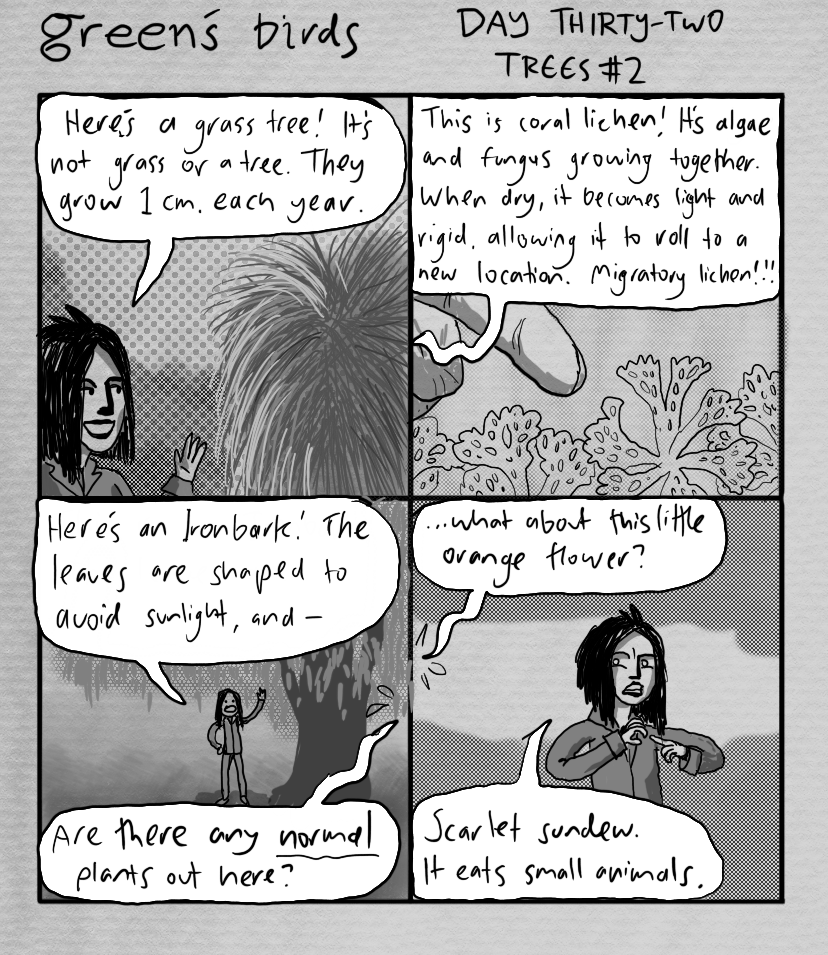 green's birds
DAY THIRTY-TWO
TREES #2
Here's a grass tree! It's
not grass or a tree. They
grow 1 cm. each year.
This is coral lichen! It's algae
and fungus growing together.
When dry, it becomes light and
rigid, allowing it to roll to a
new location. Migratory lichen!!!
Here's an Ironbark! The
leaves are shaped to
avoid sunlight, and –
Are there any normal
plants out here?
...what about this little
orange flower?
Scarlet sundew.
It eats small animals.